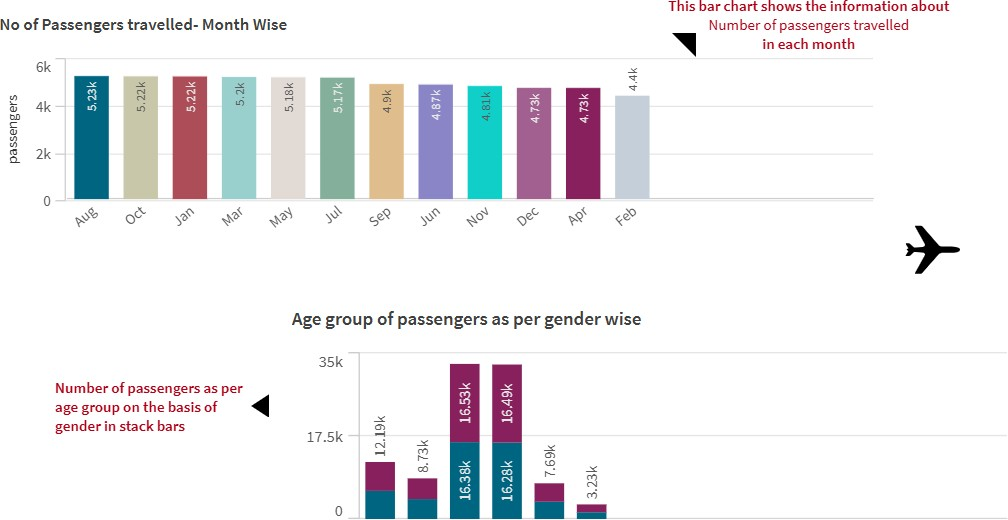 This bar chart shows the information about
No of Passengers travelled- Month Wise
Number of passengers travelled
in each month
passengers
6k
4k
2k
0
5.23k
5.22k
5.22k
5.2k
5.18k
5.17k
4.9k
4.87k
4.81k
4.73k
4.73k
4.4k
Aug
Oct
Jan
Mar
May
Jul
Sep
Jun
Nov
Dec
Apr
Feb
Age group of passengers as per gender wise
Number of passengers as per
age group on the basis of
gender in stack bars
35k
17.5k
0
12.19k
8.73k
16.53k
16.38k
16.49k
16.28k
7.69k
3.23k